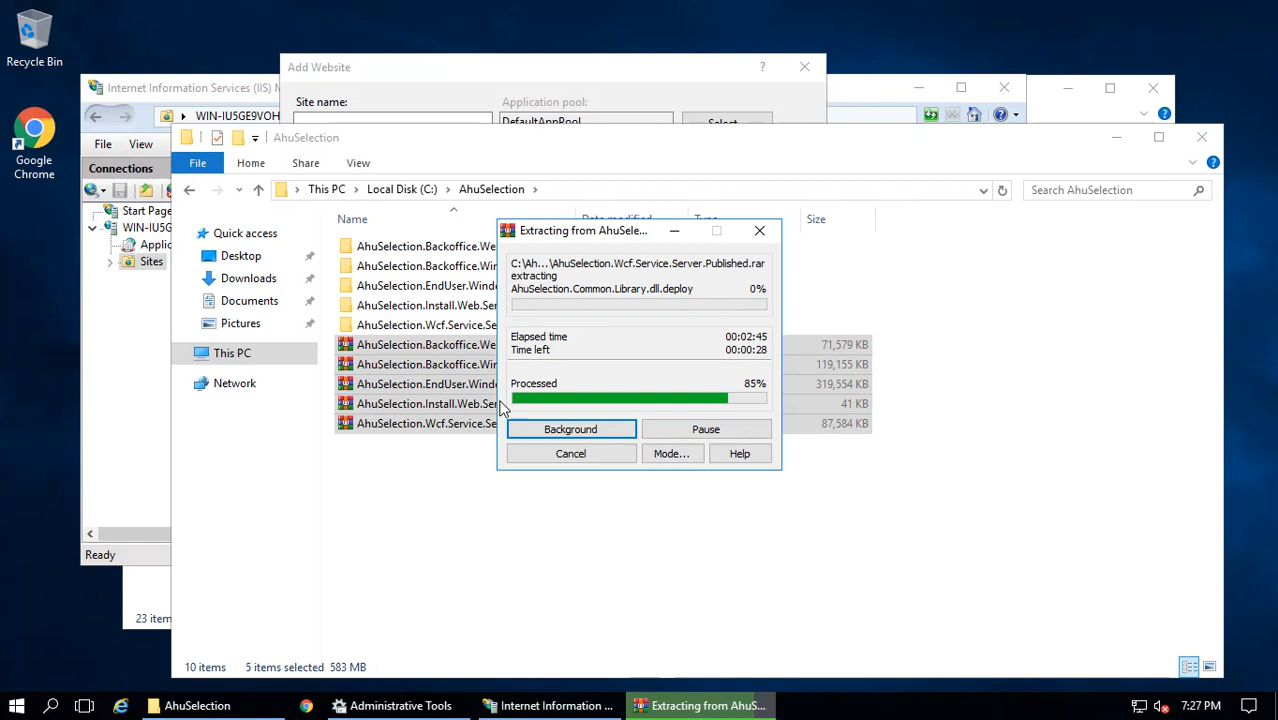 Recycle Bin
Google
Chrome
Add Website
?
Site name:
Application pool:
DefaultAppPool
Select...
Internet Information Services (IIS) M
WIN-IU5GE9VOH
File
View
Connections
Start Page
WIN-IU5G
Applic
Sites
Ready
23 item
AhuSelection
File
Home
Share
View
This PC
Local Disk (C:)
AhuSelection
Search AhuSelection
Quick access
Desktop
Downloads
Documents
Pictures
This PC
Network
Name
Date modified
Type
Size
AhuSelection.Backoffice.We
AhuSelection.Backoffice.Win
AhuSelection.EndUser.Windo
AhuSelection.Install.Web.Ser
AhuSelection.Wcf.Service.Se
AhuSelection.Backoffice.We
71,579 KB
AhuSelection.Backoffice.Win
119,155 KB
AhuSelection.EndUser.Windo
319,554 KB
AhuSelection.Install.Web.Ser
41 KB
AhuSelection.Wcf.Service.Se
87,584 KB
Extracting from AhuSele...
C:\Ah...\AhuSelection.Wcf.Service.Server.Published.rar
extracting
AhuSelection.Common.Library.dll.deploy
0%
Elapsed time
00:02:45
Time left
00:00:28
Processed
85%
Background
Pause
Cancel
Mode...
Help
10 items
5 items selected 583 MB
AhuSelection
Administrative Tools
Internet Information ...
Extracting from AhuS...
7:27 PM